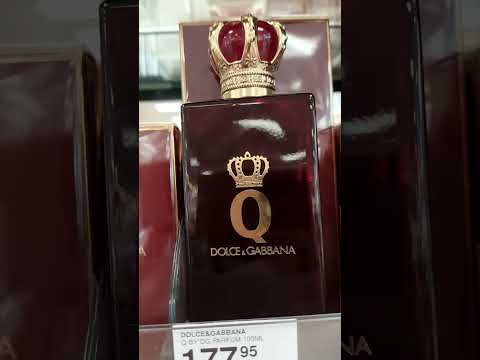 Q
DOLCE & GABBANA
DOLCE&GABBANA
Q BY DG PARFUM 100ML
177.95